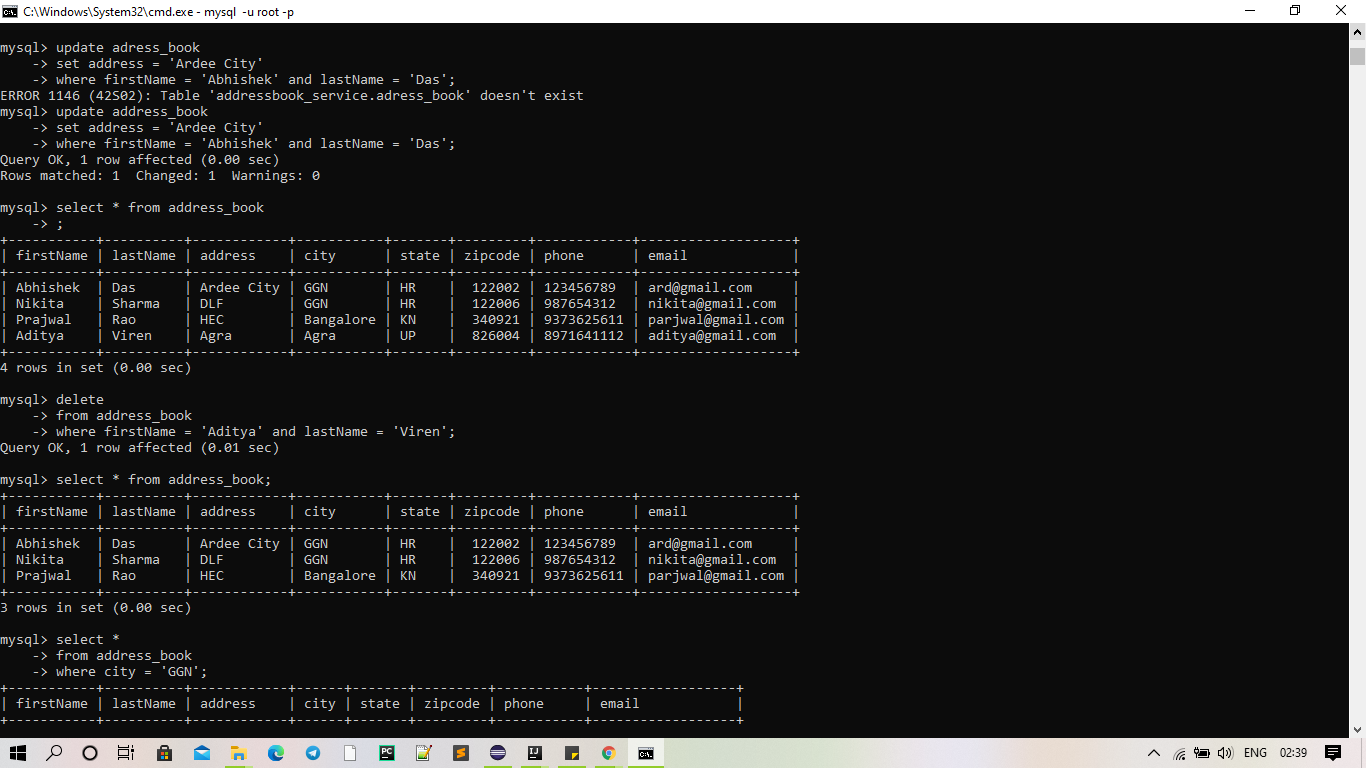 C:\Windows\System32\cmd.exe - mysql  -u root -p
mysql> update adress_book
    -> set address = 'Ardee City'
    -> where firstName = 'Abhishek' and lastName = 'Das';
ERROR 1146 (42S02): Table 'addressbook_service.adress_book' doesn't exist
mysql> update address_book
    -> set address = 'Ardee City'
    -> where firstName = 'Abhishek' and lastName = 'Das';
Query OK, 1 row affected (0.00 sec)
Rows matched: 1  Changed: 1  Warnings: 0
mysql> select * from address_book
    -> ;
+-----------+----------+------------+-----------+-------+---------+------------+-------------------+
| firstName | lastName | address    | city      | state | zipcode | phone      | email             |
+-----------+----------+------------+-----------+-------+---------+------------+-------------------+
| Abhishek  | Das      | Ardee City | GGN       | HR    |  122002 | 123456789  | ard@gmail.com     |
| Nikita    | Sharma   | DLF        | GGN       | HR    |  122006 | 987654312  | nikita@gmail.com  |
| Prajwal   | Rao      | HEC        | Bangalore | KN    |  340921 | 9373625611 | parjwal@gmail.com |
| Aditya    | Viren    | Agra       | Agra      | UP    |  826004 | 8971641112 | aditya@gmail.com  |
+-----------+----------+------------+-----------+-------+---------+------------+-------------------+
4 rows in set (0.00 sec)
mysql> delete
    -> from address_book
    -> where firstName = 'Aditya' and lastName = 'Viren';
Query OK, 1 row affected (0.01 sec)
mysql> select * from address_book;
+-----------+----------+------------+-----------+-------+---------+------------+-------------------+
| firstName | lastName | address    | city      | state | zipcode | phone      | email             |
+-----------+----------+------------+-----------+-------+---------+------------+-------------------+
| Abhishek  | Das      | Ardee City | GGN       | HR    |  122002 | 123456789  | ard@gmail.com     |
| Nikita    | Sharma   | DLF        | GGN       | HR    |  122006 | 987654312  | nikita@gmail.com  |
| Prajwal   | Rao      | HEC        | Bangalore | KN    |  340921 | 9373625611 | parjwal@gmail.com |
+-----------+----------+------------+-----------+-------+---------+------------+-------------------+
3 rows in set (0.00 sec)
mysql> select *
    -> from address_book
    -> where city = 'GGN';
+-----------+----------+------------+------+-------+---------+-----------+------------------+
| firstName | lastName | address    | city | state | zipcode | phone     | email            |
+-----------+----------+------------+------+-------+---------+-----------+------------------+
ENG 02:39